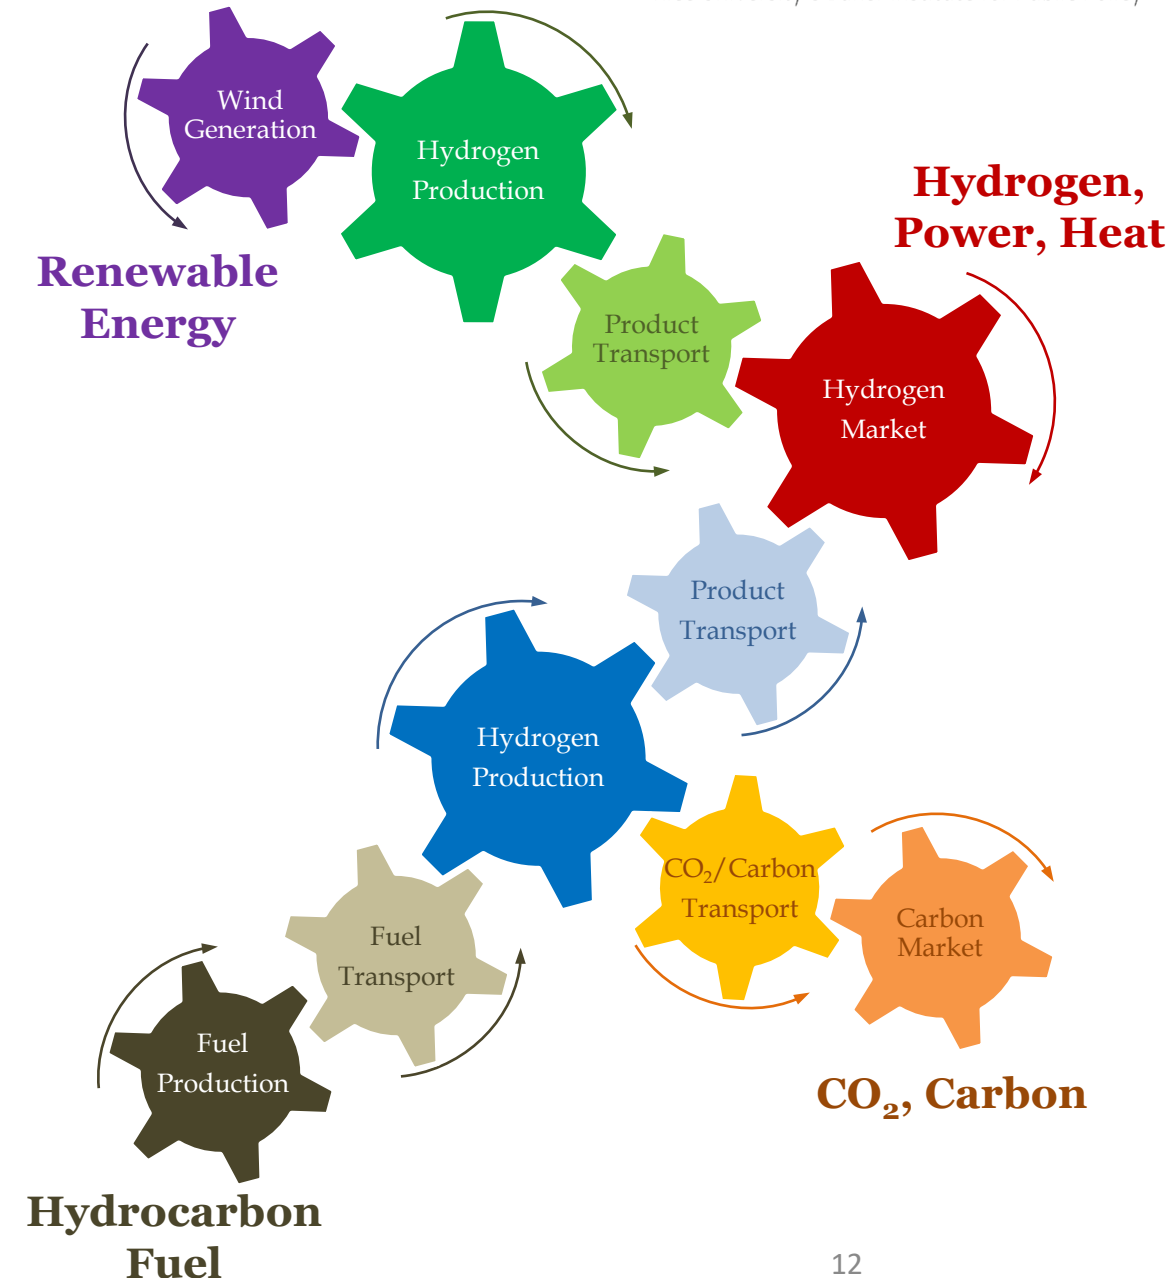 Wind
Generation
Hydrogen
Production
Hydrogen,
Power, Heat
Renewable
Energy
Product
Transport
Hydrogen
Market
Product
Transport
Hydrogen
Production
CO₂/Carbon
Transport
Carbon
Market
Fuel
Transport
Fuel
Production
CO₂, Carbon
Hydrocarbon
Fuel
12